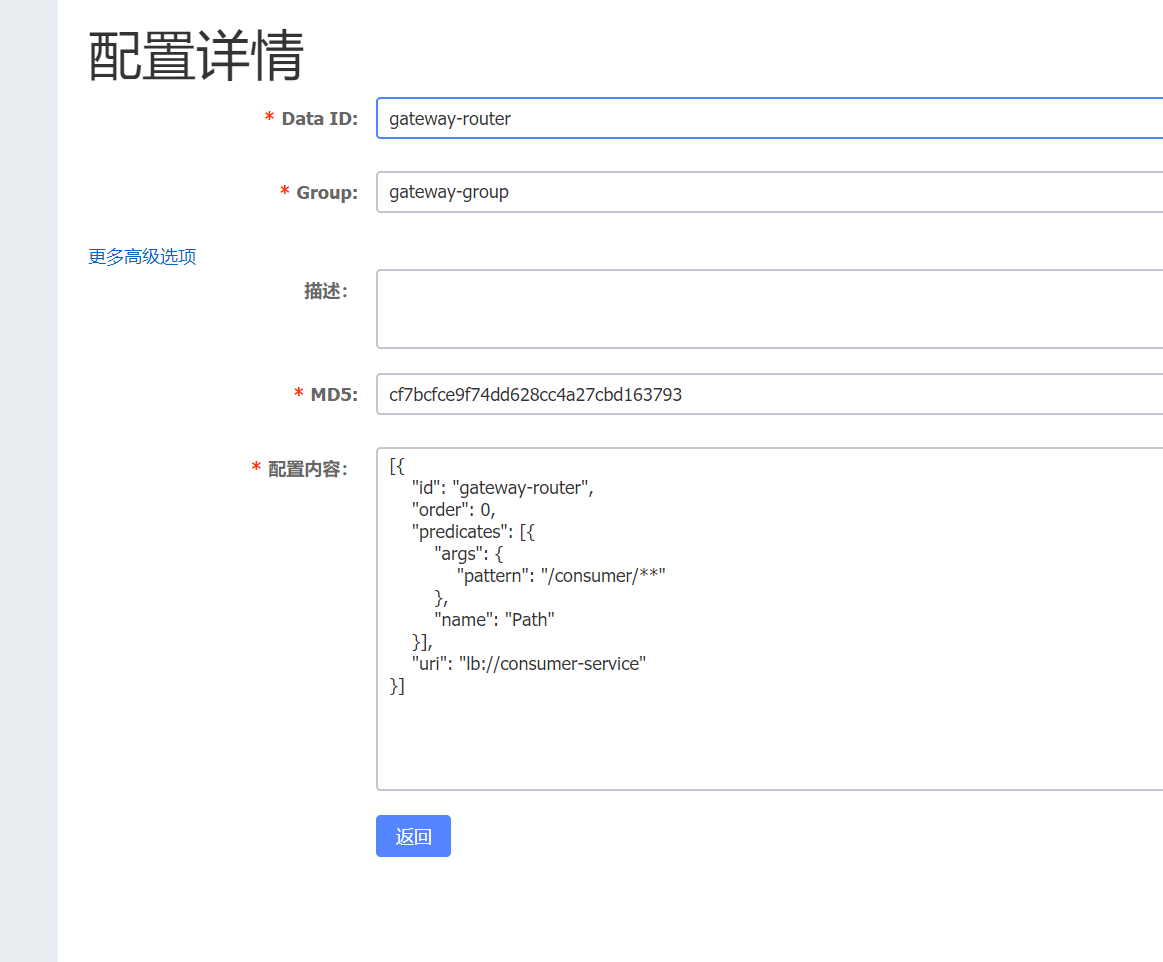 配置详情
* Data ID: gateway-router
* Group: gateway-group
更多高级选项
描述:
* MD5: cf7bcfce9f74dd628cc4a27cbd163793
* 配置内容: [{
"id": "gateway-router",
"order": 0,
"predicates": [{
"args": {
"pattern": "/consumer/**"
},
"name": "Path"
}],
"uri": "lb://consumer-service"
}]
返回